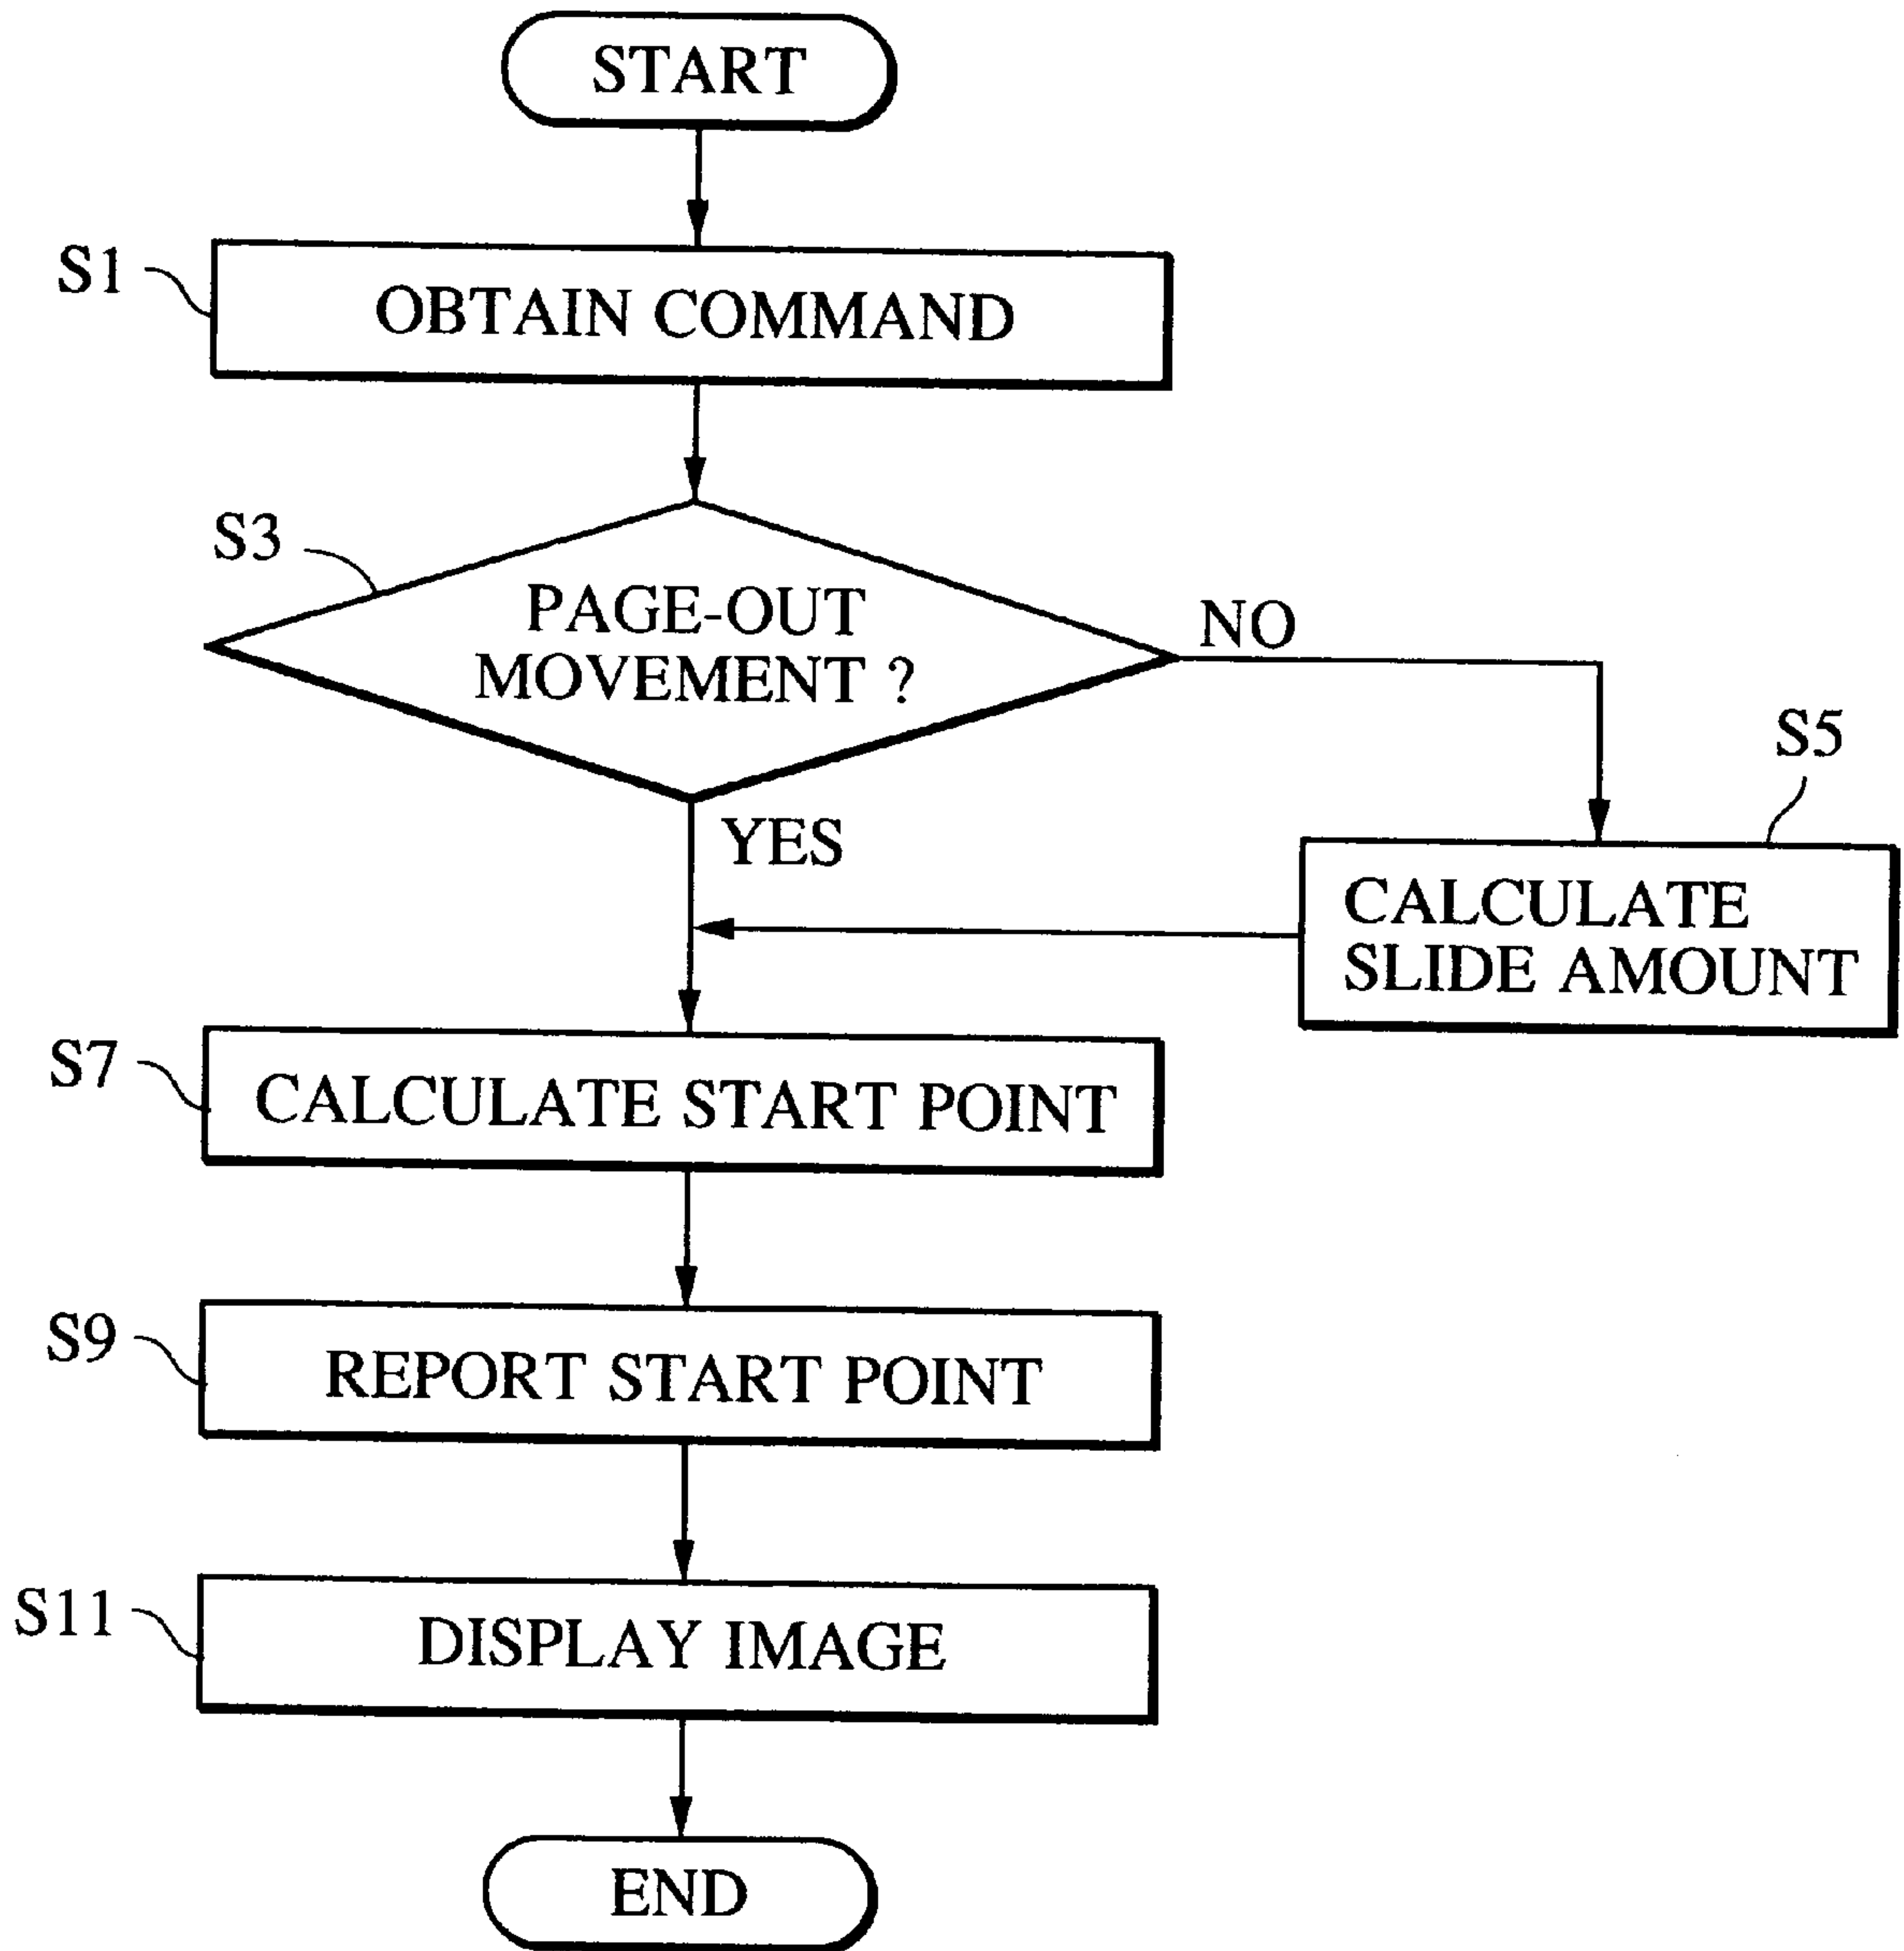 START
S1
OBTAIN COMMAND
S3
PAGE-OUT
MOVEMENT ?
NO
YES
S5
CALCULATE
SLIDE AMOUNT
S7
CALCULATE START POINT
S9
REPORT START POINT
S11
DISPLAY IMAGE
END